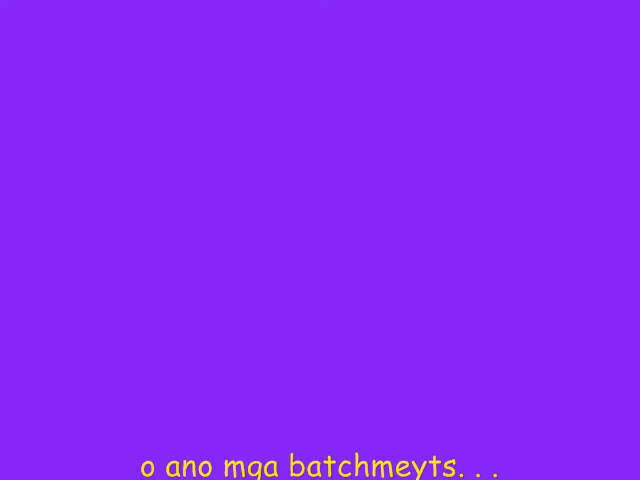 o ano mga batchmeyts. . .